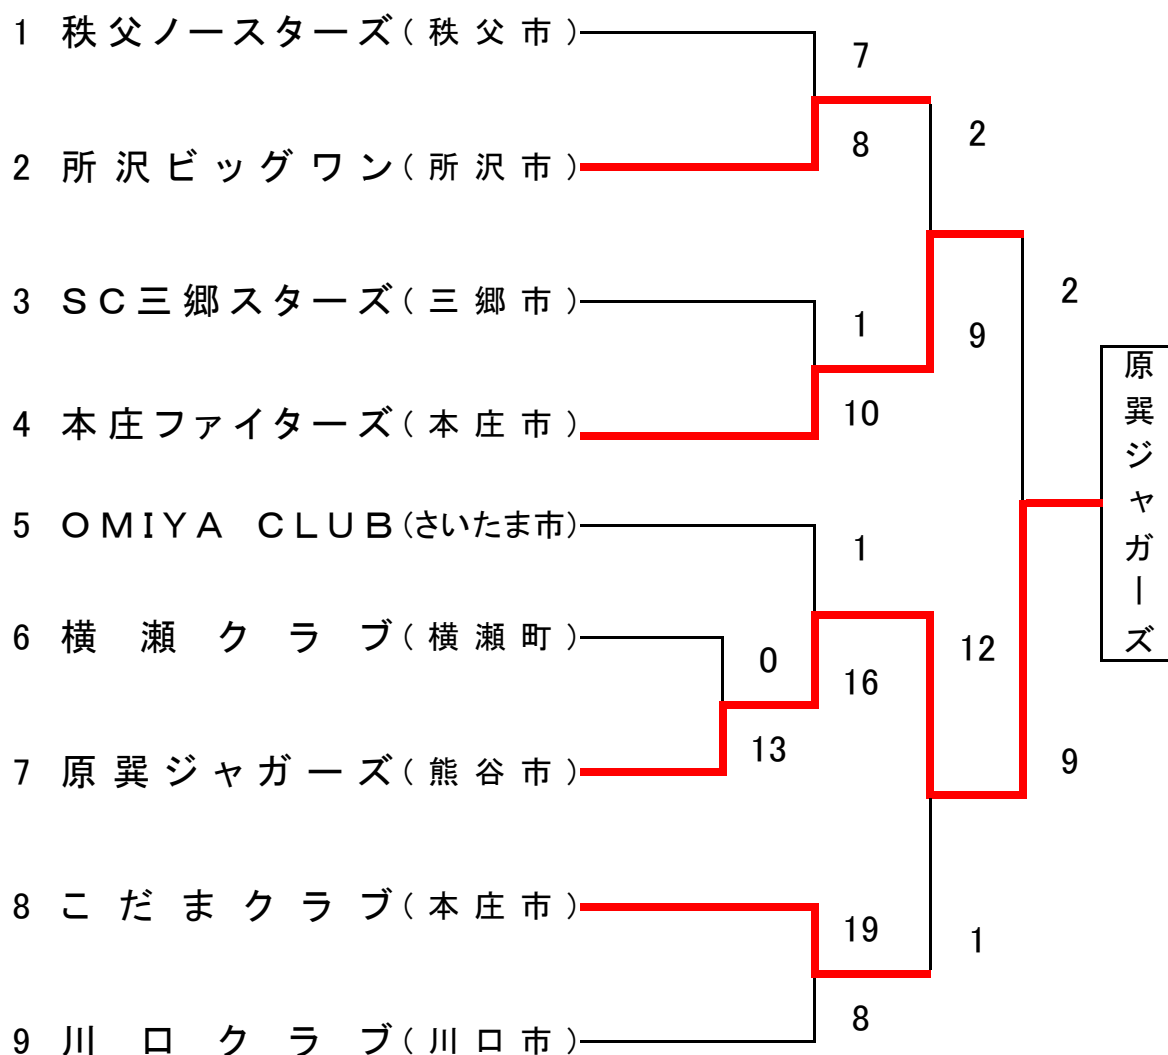 1 秩父ノースターズ(秩父市)
7
2
8
2 所沢ビッグワン(所沢市)
2
3 SC三郷スターズ(三郷市)
1
9
10
4 本庄ファイターズ(本庄市)
原巽ジャガーズ
5 OMIYA CLUB(さいたま市)
1
6 横瀬クラブ(横瀬町)
0
16
12
13
9
7 原巽ジャガーズ(熊谷市)
8 こだまクラブ(本庄市)
19
1
8
9 川口クラブ(川口市)